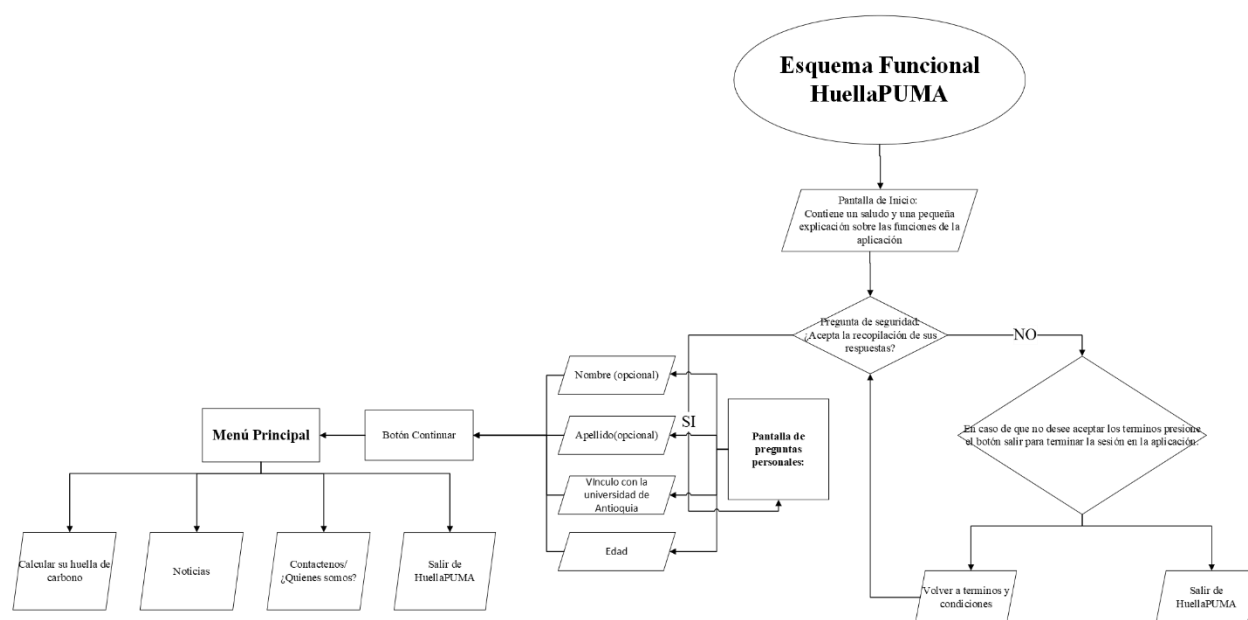 Esquema Funcional
HuellaPUMA
Pantalla de Inicio:
Contiene un saludo y una pequeña
explicación sobre las funciones de la
aplicación
Pregunta de seguridad:
¿Acepta la recopilación de sus
respuestas?
NO
SI
En caso de que no desee aceptar los terminos presione
el botón salir para terminar la sesión en la aplicación.
Volver a terminos y
condiciones
Salir de
HuellaPUMA
Pantalla de
preguntas
personales:
Nombre (opcional)
Apellido(opcional)
Vínculo con la
universidad de
Antioquia
Edad
Botón Continuar
Menú Principal
Calcular su huella de
carbono
Noticias
Contactenos/
¿Quienes somos?
Salir de
HuellaPUMA